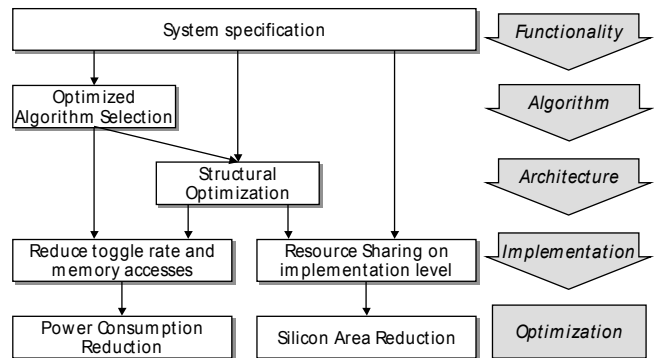 System specification
Functionality
Optimized
Algorithm Selection
Algorithm
Structural
Optimization
Architecture
Reduce toggle rate and
memory accesses
Resource Sharing on
implementation level
Implementation
Power Consumption
Reduction
Silicon Area Reduction
Optimization